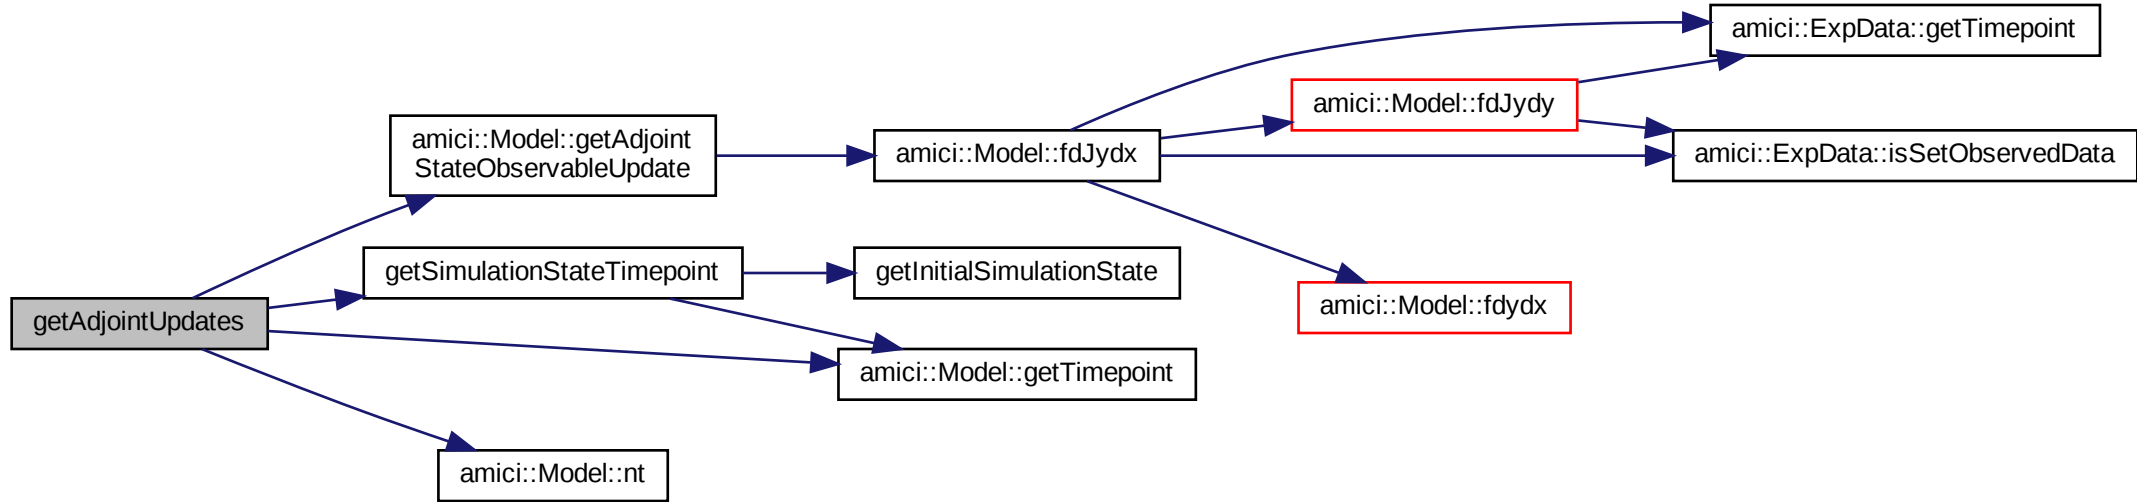 getAdjointUpdates
amici::Model::getAdjoint
StateObservableUpdate
getSimulationStateTimepoint
amici::Model::nt
amici::Model::fdJydx
getInitialSimulationState
amici::Model::getTimepoint
amici::Model::fdJydy
amici::Model::fdydx
amici::ExpData::getTimepoint
amici::ExpData::isSetObservedData